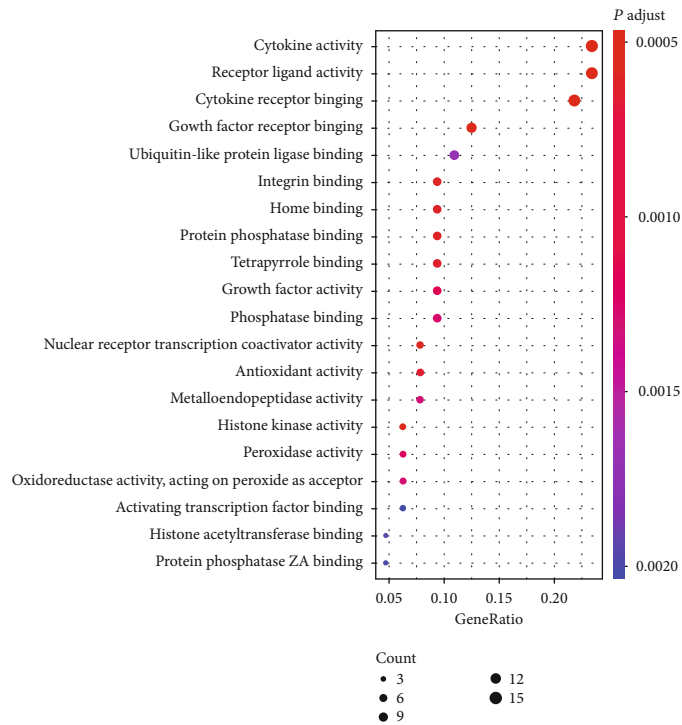 P adjust
Cytokine activity
Receptor ligand activity
Cytokine receptor binging
Gowth factor receptor binging
Ubiquitin-like protein ligase binding
Integrin binding
Home binding
Protein phosphatase binding
Tetrapyrrole binding
Growth factor activity
Phosphatase binding
Nuclear receptor transcription coactivator activity
Antioxidant activity
Metalloendopeptidase activity
Histone kinase activity
Peroxidase activity
Oxidoreductase activity, acting on peroxide as acceptor
Activating transcription factor binding
Histone acetyltransferase binding
Protein phosphatase ZA binding
0.0005
0.0010
0.0015
0.0020
0.05 0.10 0.15 0.20
GeneRatio
Count
3 12
6 15
9